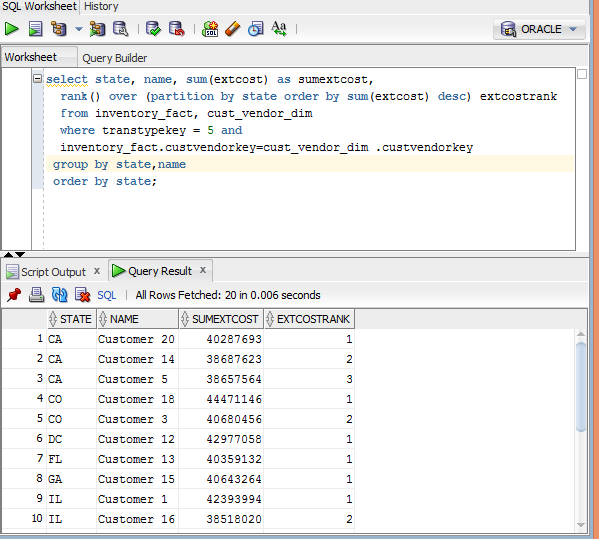 SQL Worksheet History
ORACLE
Worksheet Query Builder
select state, name, sum(extcost) as sumextcost,
rank() over (partition by state order by sum(extcost) desc) extcostrank
from inventory_fact, cust_vendor_dim
where transtypekey = 5 and
inventory_fact.custvendorkey=cust_vendor_dim .custvendorkey
group by state,name
order by state;
Script Output x Query Result x
SQL | All Rows Fetched: 20 in 0.006 seconds
STATE NAME SUMEXTCOST EXTCOSTRANK
1 CA Customer 20 40287693 1
2 CA Customer 14 38687623 2
3 CA Customer 5 38657564 3
4 CO Customer 18 44471146 1
5 CO Customer 3 40680456 2
6 DC Customer 12 42977058 1
7 FL Customer 13 40359132 1
8 GA Customer 15 40643264 1
9 IL Customer 1 42393994 1
10 IL Customer 16 38518020 2